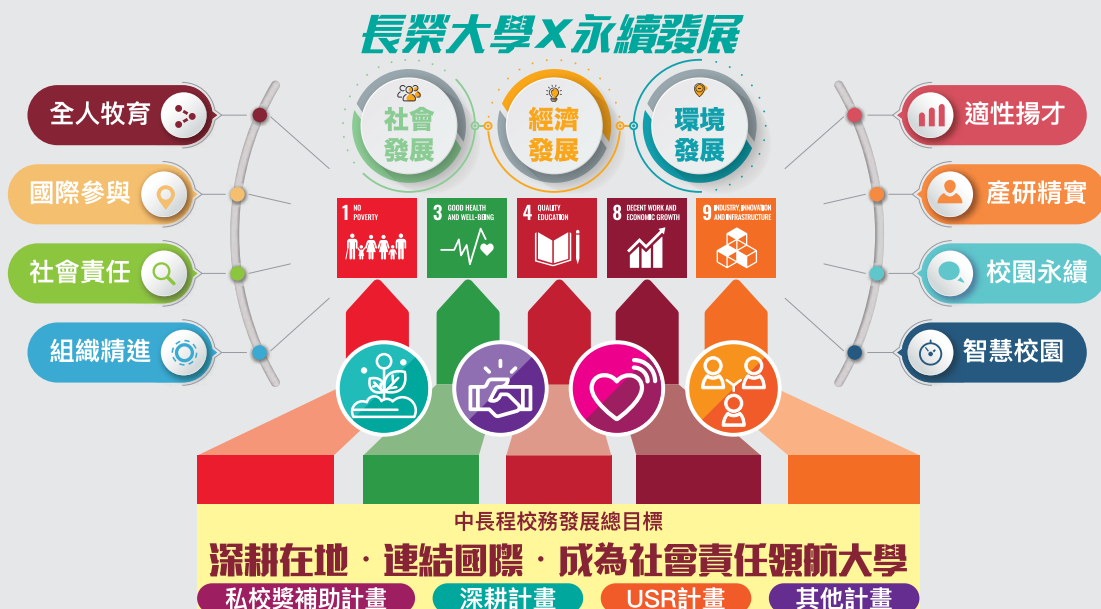 長榮大學X永續發展
社會
發展
經濟
發展
環境
發展
全人牧育
國際參與
社會責任
組織精進
適性揚才
產研精實
校園永續
智慧校園
1 NO
POVERTY
3 GOOD HEALTH
AND WELL-BEING
4 QUALITY
EDUCATION
8 DECENT WORK AND
ECONOMIC GROWTH
9 INDUSTRY, INNOVATION
AND INFRASTRUCTURE
中長程校務發展總目標
深耕在地．連結國際．成為社會責任領航大學
私校獎補助計畫
深耕計畫
USR計畫
其他計畫